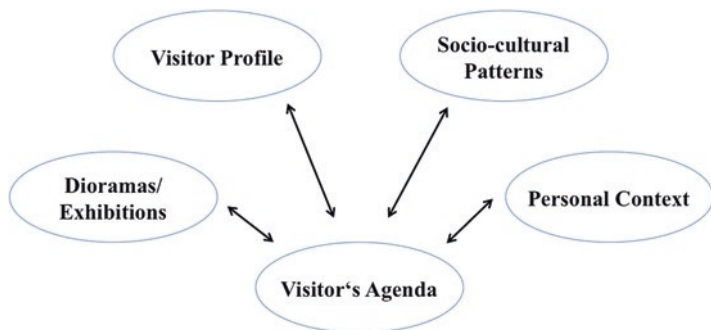 Visitor Profile
Socio-cultural
Patterns
Dioramas/
Exhibitions
Personal Context
Visitor‘s Agenda